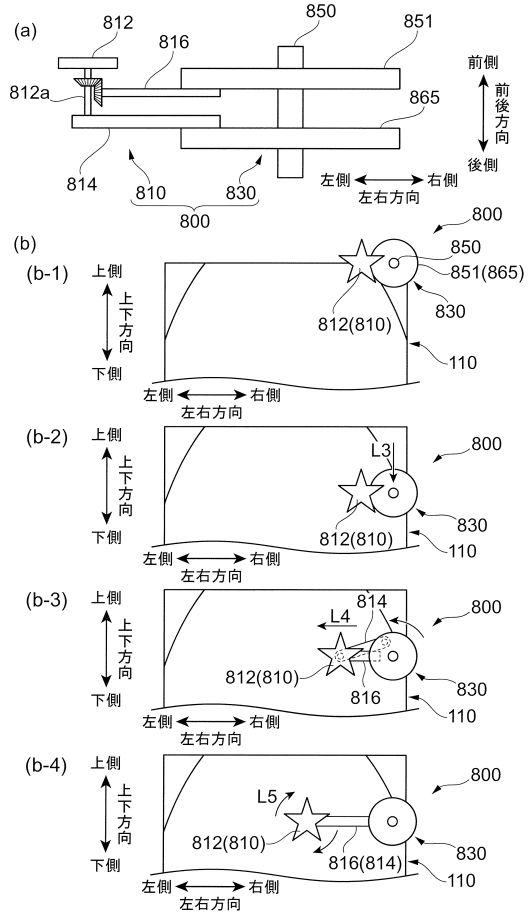 (a)
812
816
850
851
812a
865
814
810
830
800
前側
前後方向
後側
左側
右側
左右方向
(b)
(b-1)
上側
上下方向
下側
左側
右側
左右方向
800
850
851(865)
830
812(810)
110
(b-2)
上側
上下方向
下側
左側
右側
左右方向
L3
800
812(810)
830
110
(b-3)
上側
上下方向
下側
左側
右側
左右方向
L4
814
800
812(810)
816
830
110
(b-4)
上側
上下方向
下側
左側
右側
左右方向
L5
800
812(810)
816(814)
830
110